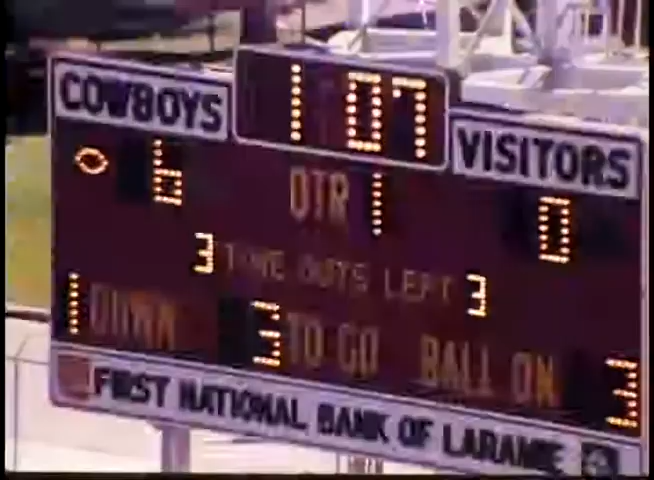 COWBOYS 1 07 VISITORS
6 QTR 1 0
3 TIME OUTS LEFT 3
1 DOWN 3 TO GO BALL ON 3
FIRST NATIONAL BANK OF LARAMIE